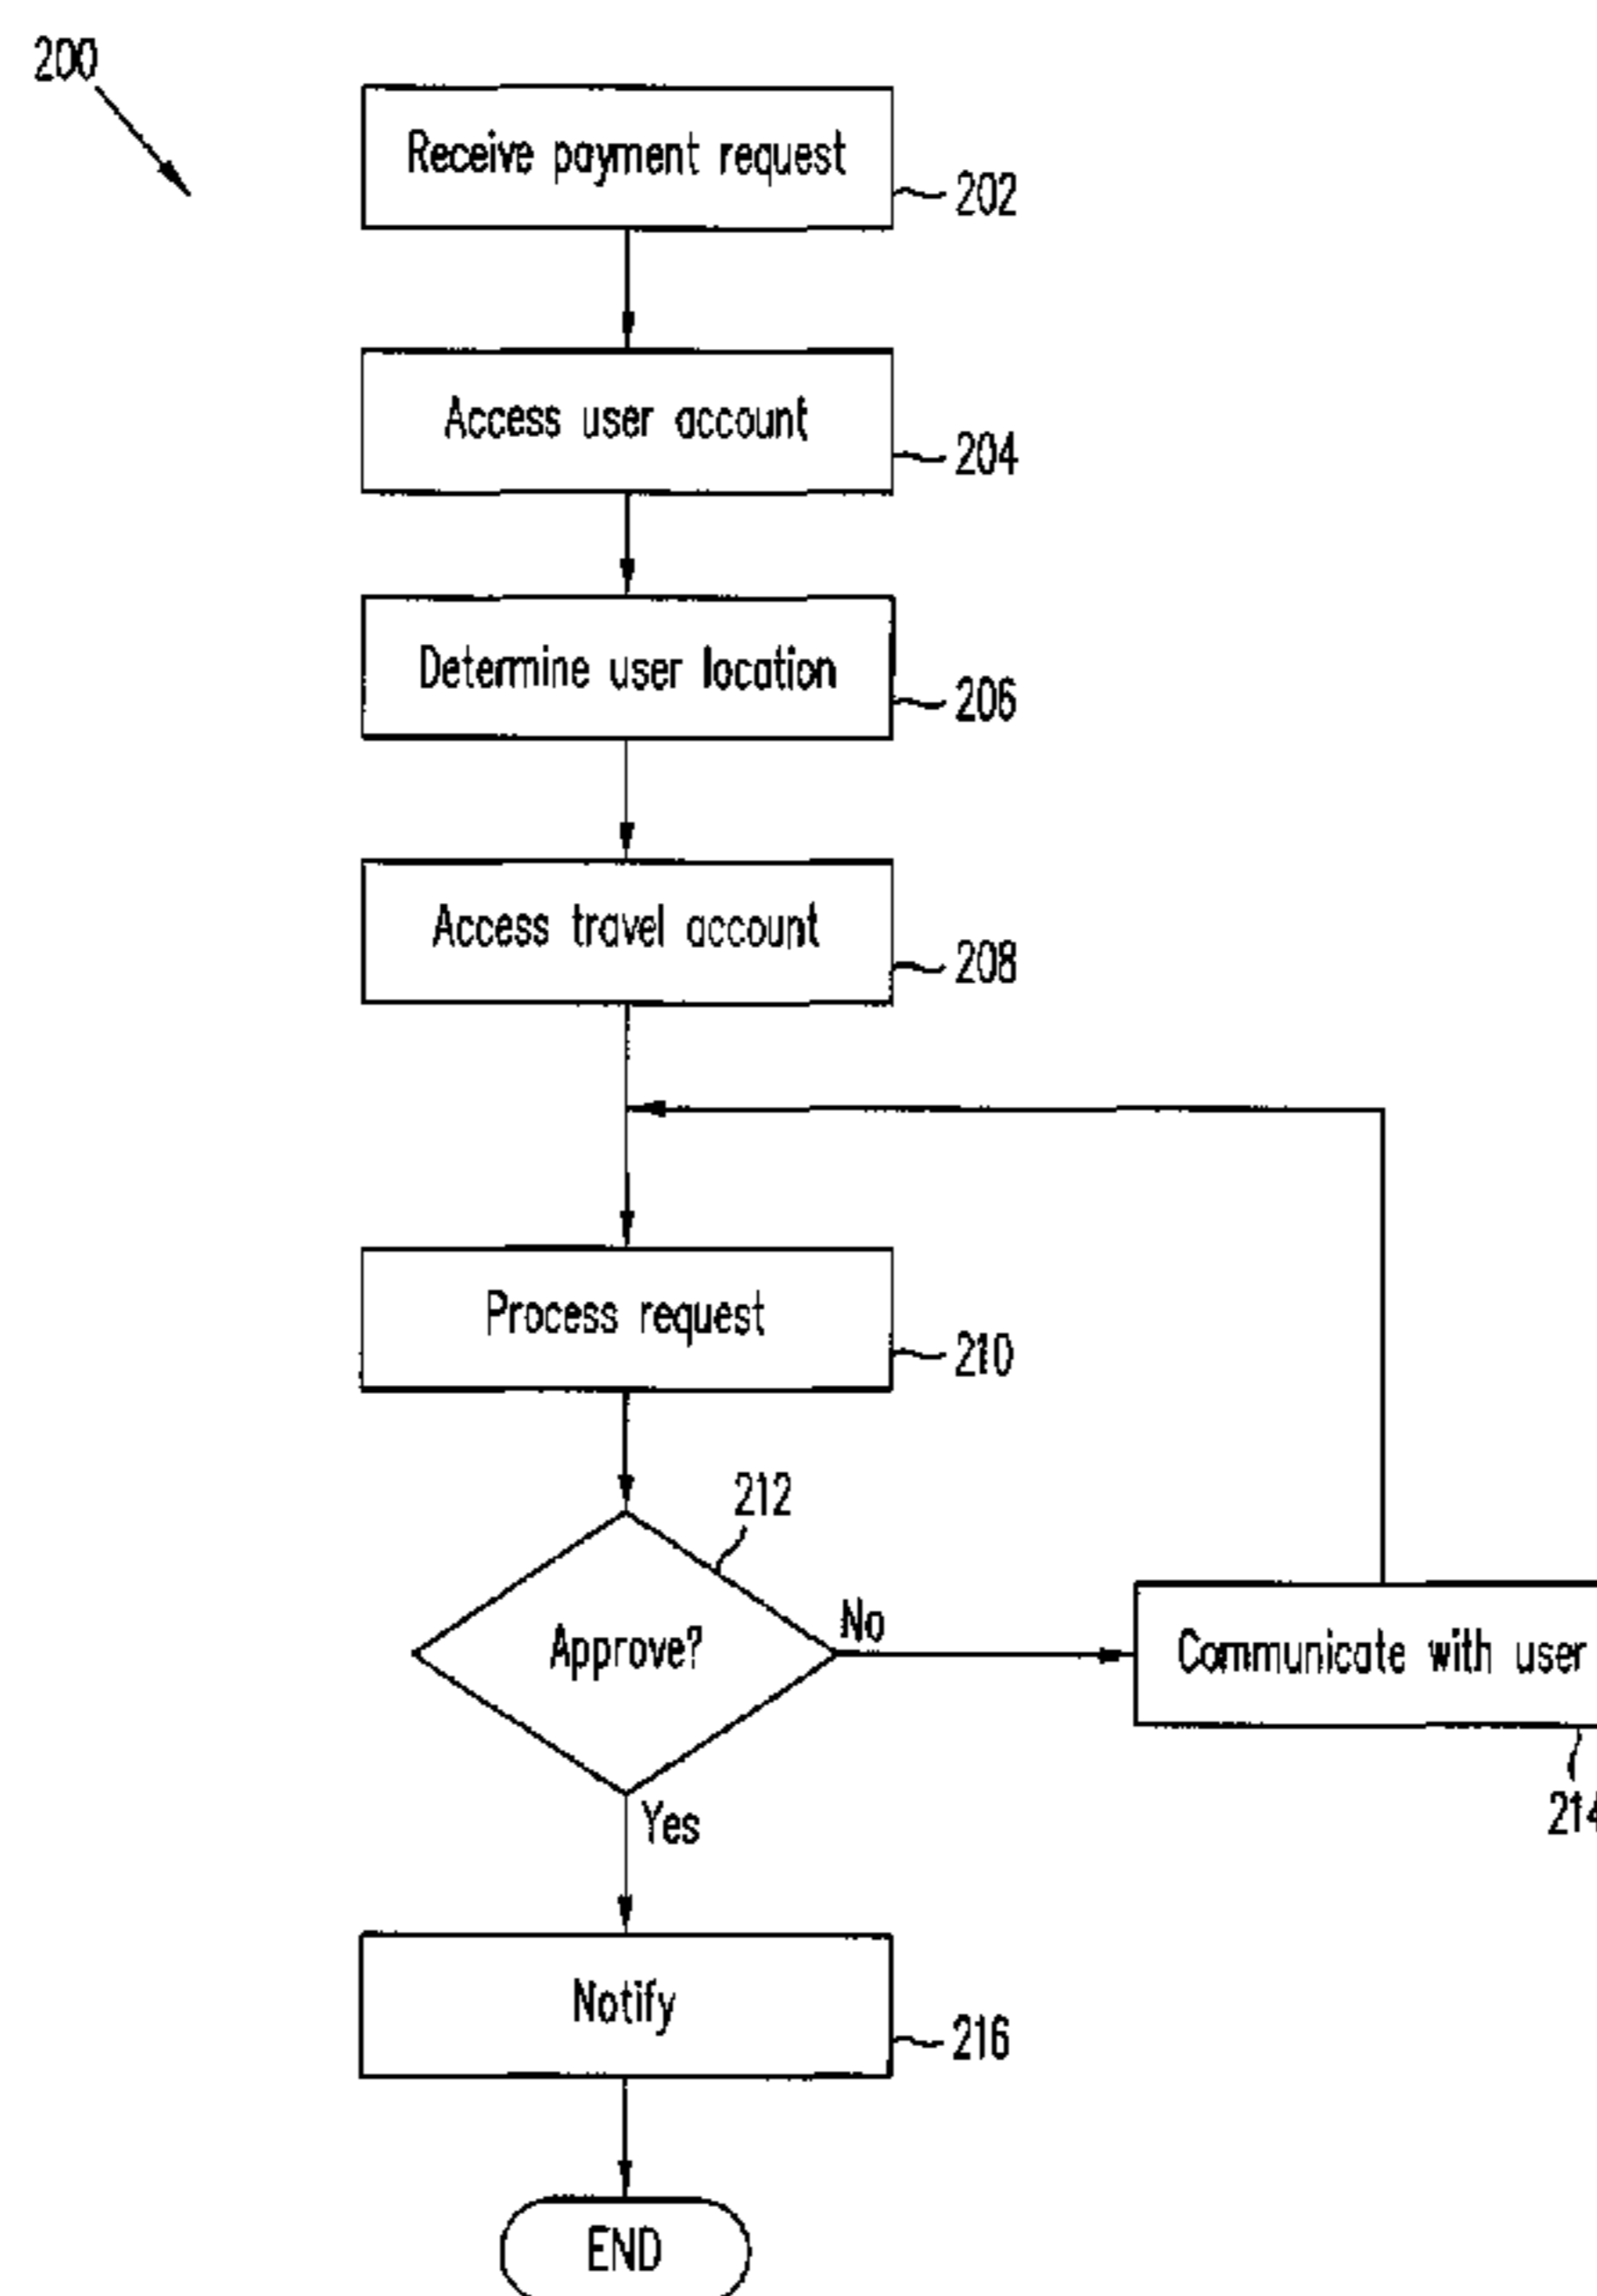 200
Receive payment request
202
Access user account
204
Determine user location
206
Access travel account
208
Process request
210
212
Approve?
No
Communicate with user
214
Yes
Notify
216
END